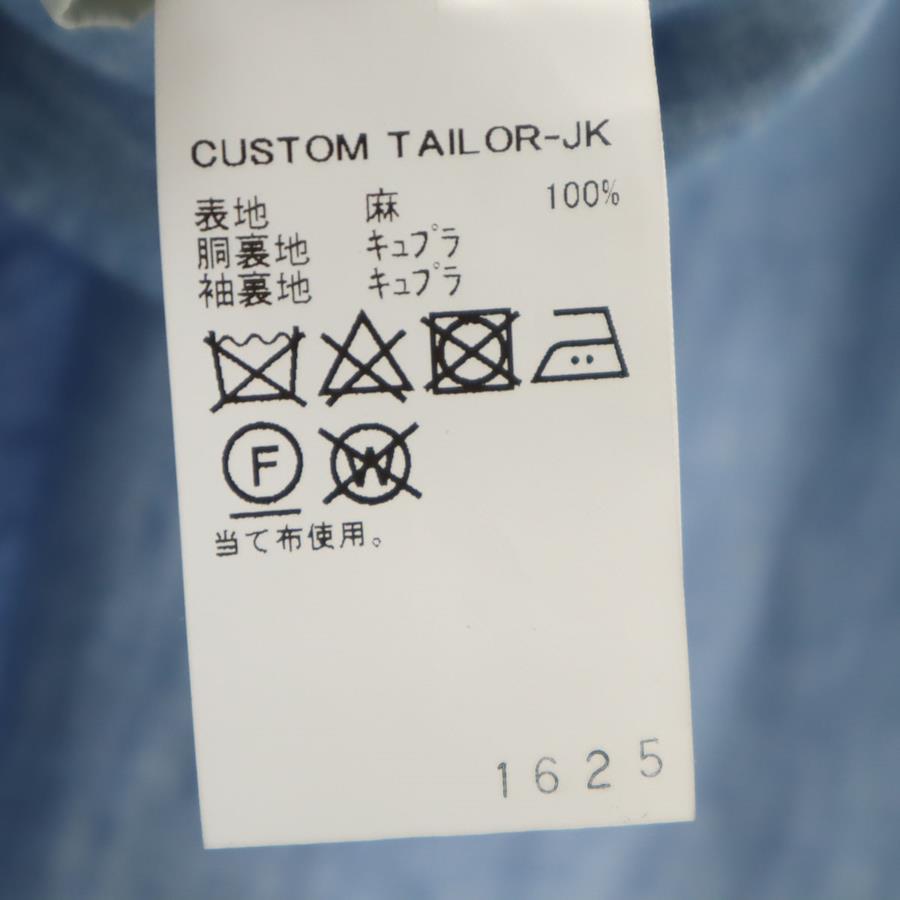 CUSTOM TAILOR-JK
表地 麻 100%
胴裏地 キュプラ
袖裏地 キュプラ
F W
当て布使用。
1625